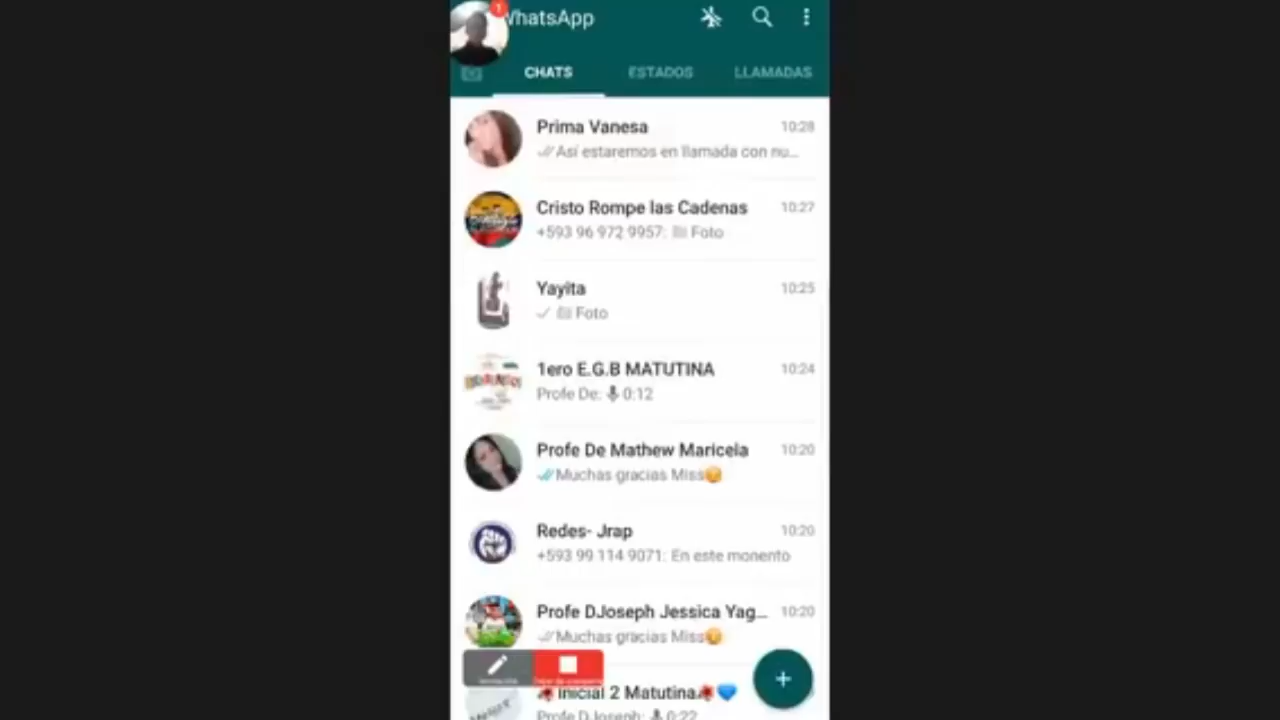 1
WhatsApp
CHATS
ESTADOS
LLAMADAS
Prima Vanesa
10:28
Así estaremos en llamada con nu...
Cristo Rompe las Cadenas
10:27
+593 96 972 9957: Foto
Yayita
10:25
Foto
1ero E.G.B MATUTINA
10:24
Profe De: 0:12
Profe De Mathew Maricela
10:20
Muchas gracias Miss
Redes- Jrap
10:20
+593 99 114 9071: En este monento
Profe DJoseph Jessica Yag...
10:20
Muchas gracias Miss
Inicial 2 Matutina
Profe DJoseph: 0:22